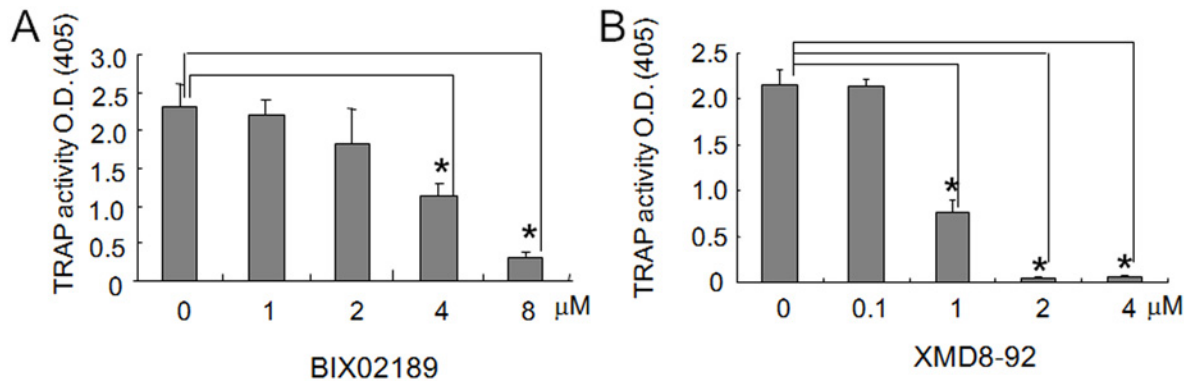 A
TRAP activity O.D. (405)
3.0
2.5
2.0
1.5
1.0
0.5
0
*
*
0 1 2 4 8 μM
BIX02189
B
TRAP activity O.D. (405)
2.5
2.0
1.5
1.0
0.5
0
*
*
*
0 0.1 1 2 4 μM
XMD8-92